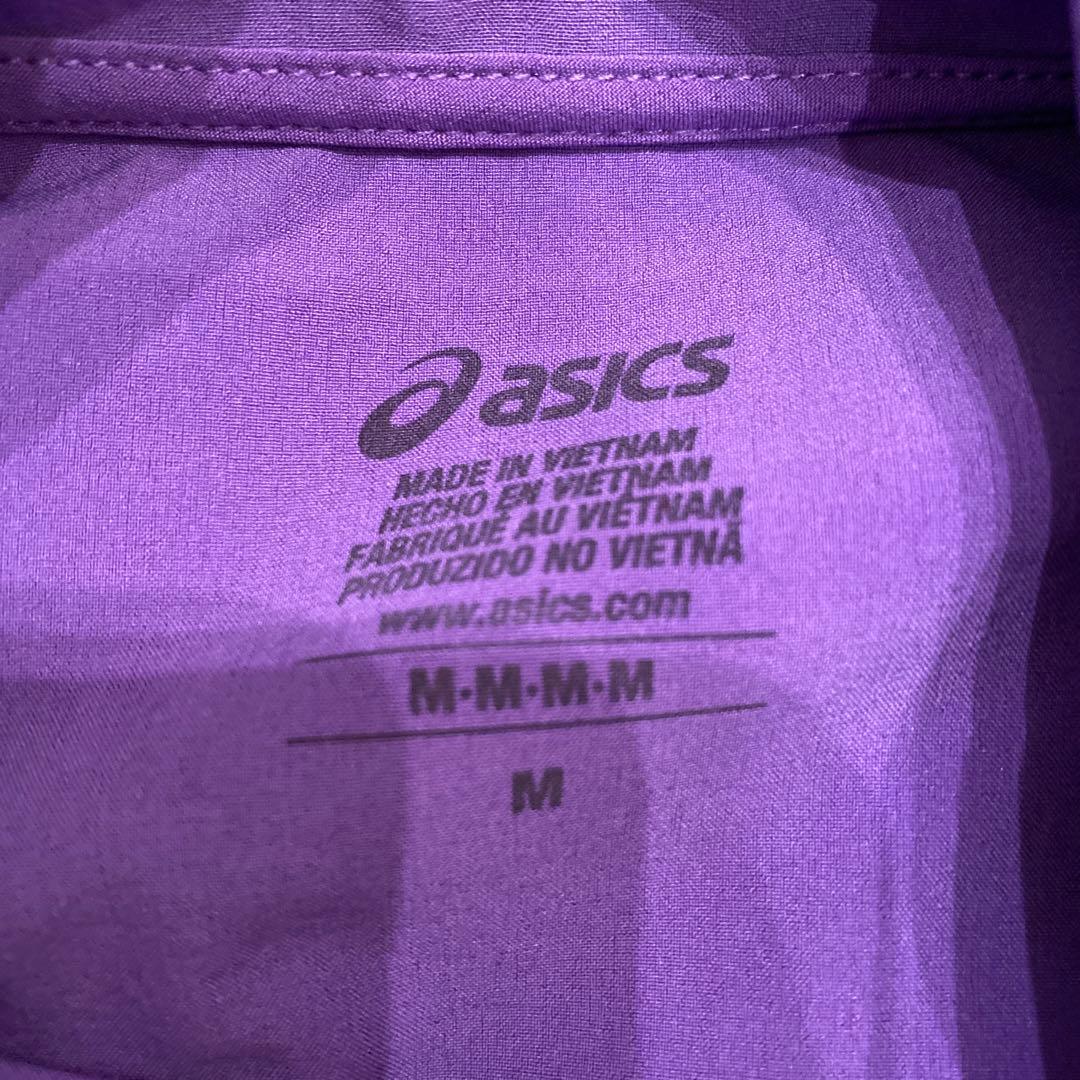 asics
MADE IN VIETNAM
HECHO EN VIETNAM
FABRIQUÉ AU VIETNAM
PRODUZIDO NO VIETNÃ
www.asics.com
M·M·M·M
M